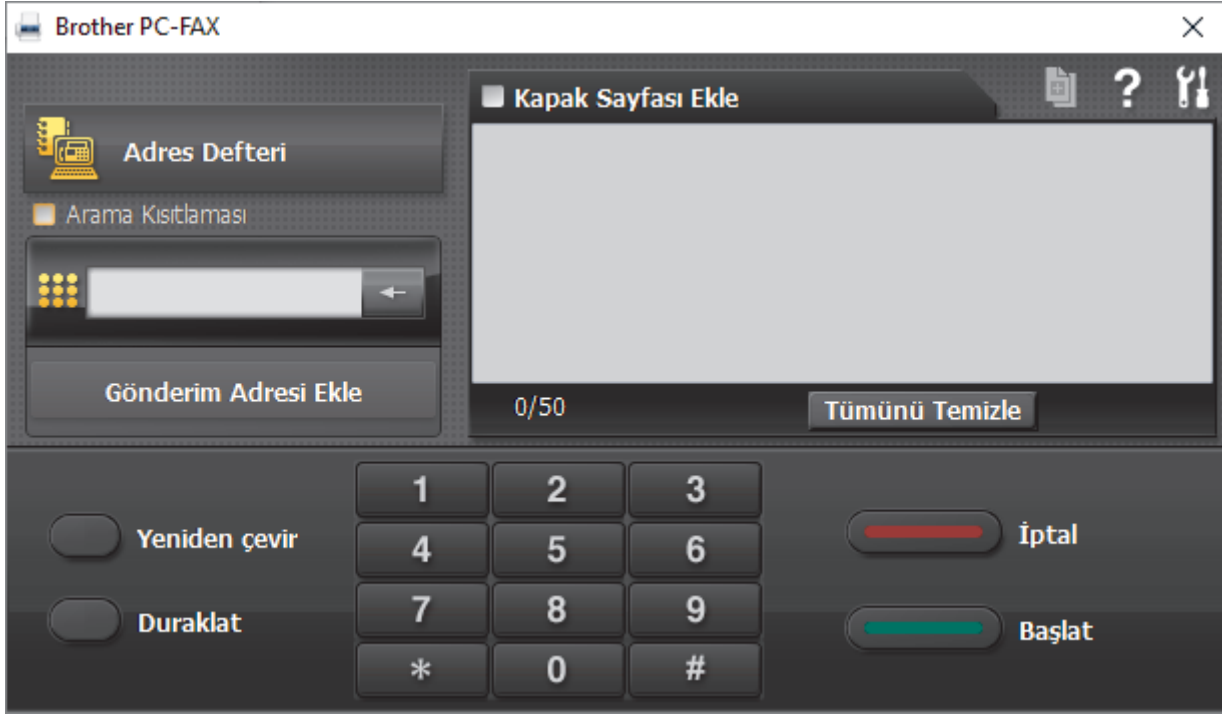 Brother PC-FAX
Kapak Sayfası Ekle
?
Adres Defteri
Arama Kısıtlaması
Gönderim Adresi Ekle
0/50
Tümünü Temizle
1 2 3
4 5 6
7 8 9
* 0 #
Yeniden çevir
Duraklat
İptal
Başlat